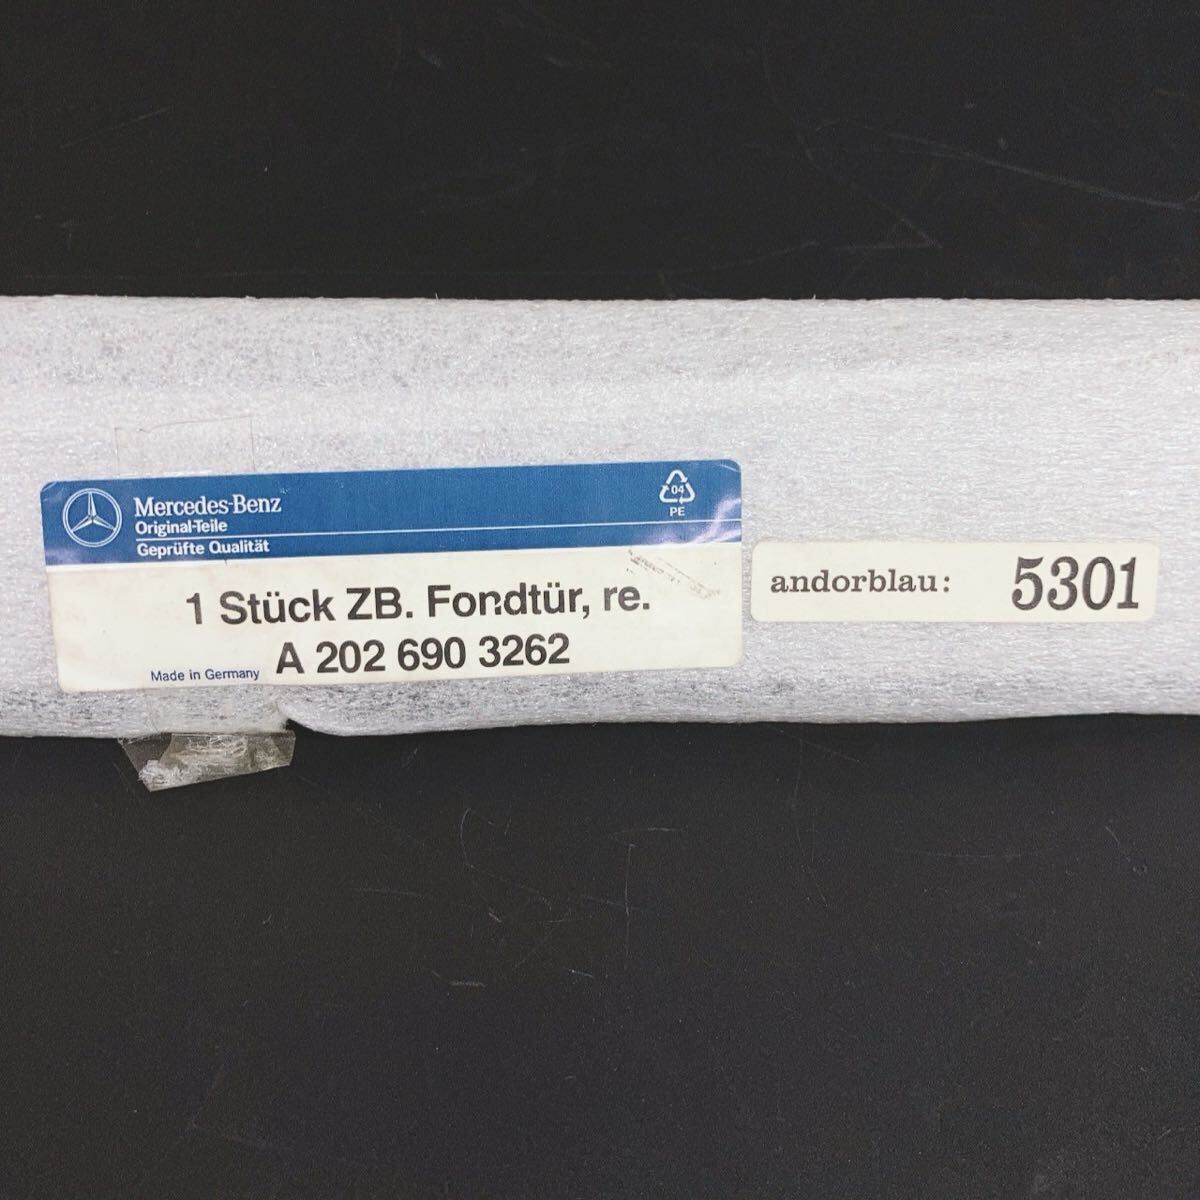 Mercedes-Benz
Original-Teile
Geprüfte Qualität
04
PE
1 Stück ZB. Fondtür, re.
A 202 690 3262
Made in Germany
andorblau: 5301